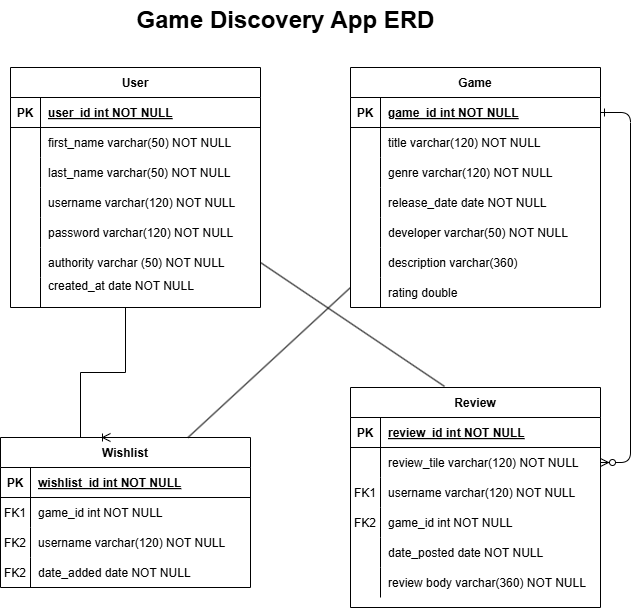 Game Discovery App ERD
User
PK user_id int NOT NULL
first_name varchar(50) NOT NULL
last_name varchar(50) NOT NULL
username varchar(120) NOT NULL
password varchar(120) NOT NULL
authority varchar (50) NOT NULL
created_at date NOT NULL
Game
PK game_id int NOT NULL
title varchar(120) NOT NULL
genre varchar(120) NOT NULL
release_date date NOT NULL
developer varchar(50) NOT NULL
description varchar(360)
rating double
Wishlist
PK wishlist_id int NOT NULL
FK1 game_id int NOT NULL
FK2 username varchar(120) NOT NULL
FK2 date_added date NOT NULL
Review
PK review_id int NOT NULL
review_tile varchar(120) NOT NULL
FK1 username varchar(120) NOT NULL
FK2 game_id int NOT NULL
date_posted date NOT NULL
review body varchar(360) NOT NULL